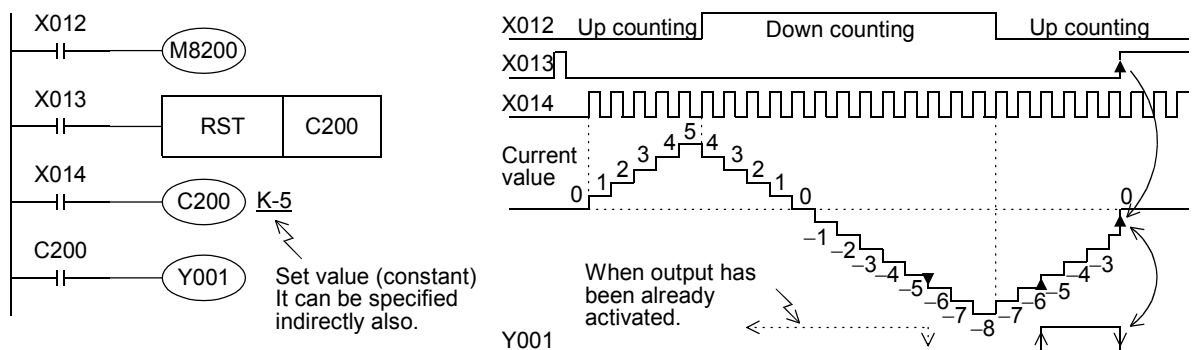 X012
M8200
X013
RST C200
X014
C200 K-5
C200
Y001
Set value (constant)
It can be specified
indirectly also.
X012 Up counting Down counting Up counting
X013
X014
Current
value
0 1 2 3 4 5 4 3 2 1 0
–1 –2 –3 –4 –5 –6 –7 –8 –7 –6 –5 –4 –3 0
When output has
been already
activated.
Y001